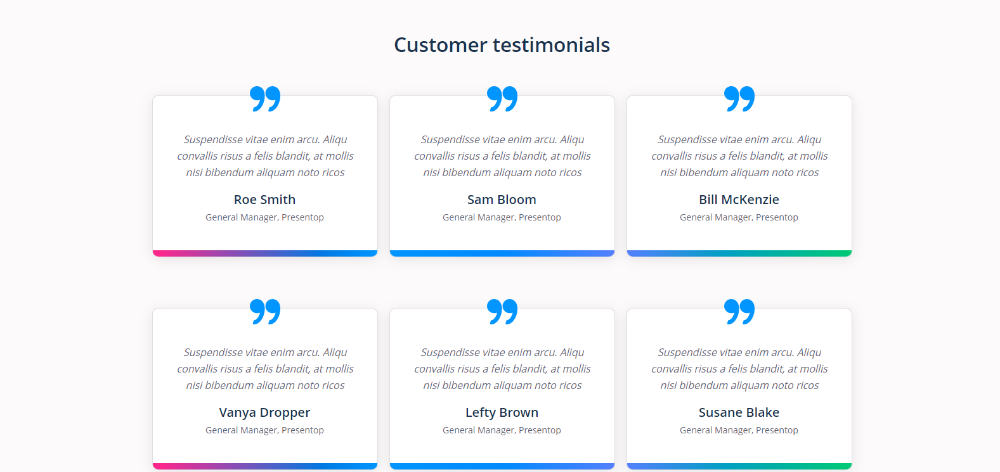 Customer testimonials
Suspendisse vitae enim arcu. Aliqu
convallis risus a felis blandit, at mollis
nisi bibendum aliquam noto ricos
Roe Smith
General Manager, Presentop
Suspendisse vitae enim arcu. Aliqu
convallis risus a felis blandit, at mollis
nisi bibendum aliquam noto ricos
Sam Bloom
General Manager, Presentop
Suspendisse vitae enim arcu. Aliqu
convallis risus a felis blandit, at mollis
nisi bibendum aliquam noto ricos
Bill McKenzie
General Manager, Presentop
Suspendisse vitae enim arcu. Aliqu
convallis risus a felis blandit, at mollis
nisi bibendum aliquam noto ricos
Vanya Dropper
General Manager, Presentop
Suspendisse vitae enim arcu. Aliqu
convallis risus a felis blandit, at mollis
nisi bibendum aliquam noto ricos
Lefty Brown
General Manager, Presentop
Suspendisse vitae enim arcu. Aliqu
convallis risus a felis blandit, at mollis
nisi bibendum aliquam noto ricos
Susane Blake
General Manager, Presentop